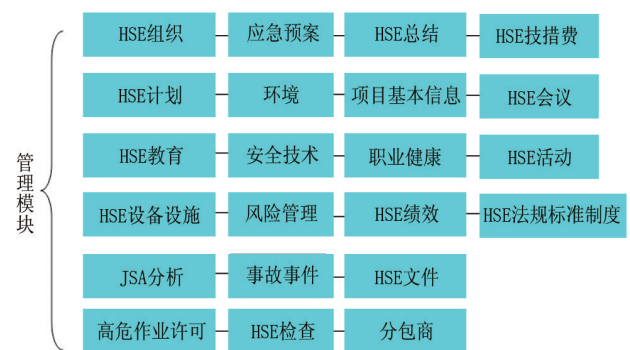 HSE组织 应急预案 HSE总结 HSE技措费
HSE计划 环境 项目基本信息 HSE会议
HSE教育 安全技术 职业健康 HSE活动
管理模块
HSE设备设施 风险管理 HSE绩效 HSE法规标准制度
JSA分析 事故事件 HSE文件
高危作业许可 HSE检查 分包商